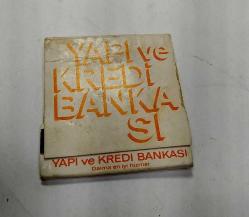 YAPI ve
KREDİ
BANKA
SI
YAPI ve KREDİ BANKASI
Daima en iyi hizmet